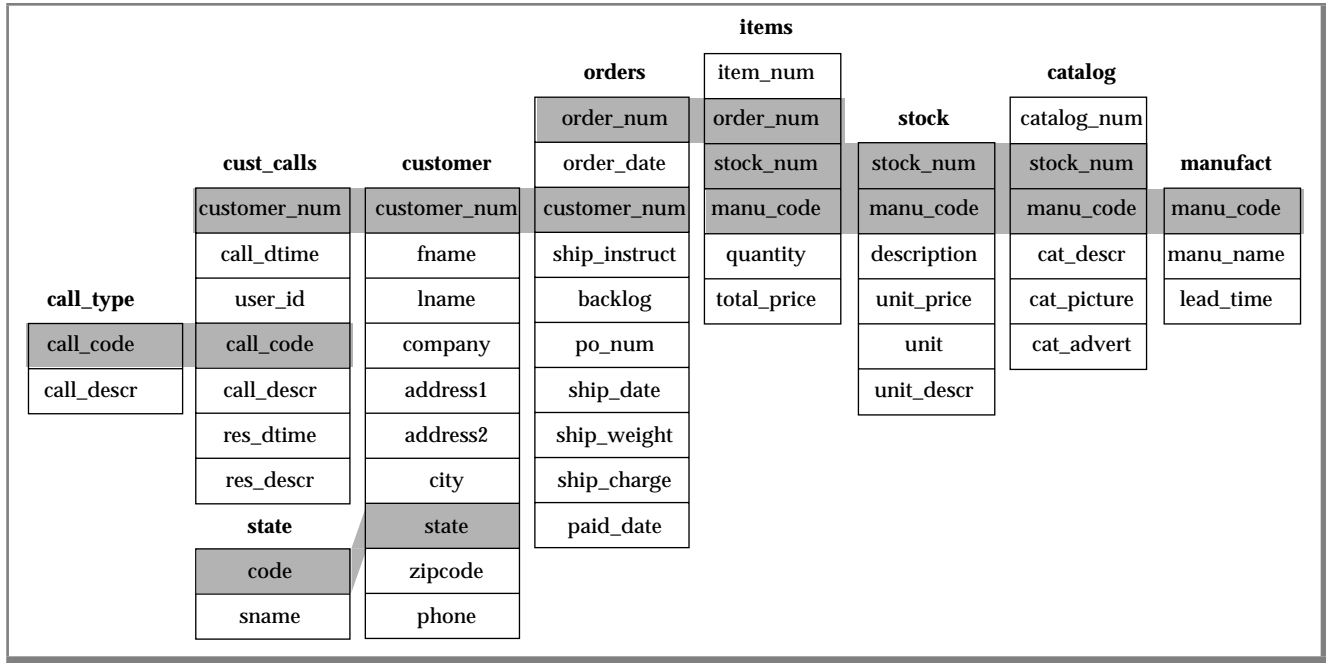 items
orders
item_num
catalog
order_num
order_num
stock
catalog_num
cust_calls
customer
order_date
stock_num
stock_num
stock_num
manufact
customer_num
customer_num
customer_num
manu_code
manu_code
manu_code
manu_code
call_dtime
fname
ship_instruct
quantity
description
cat_descr
manu_name
call_type
user_id
lname
backlog
total_price
unit_price
cat_picture
lead_time
call_code
call_code
company
po_num
unit
cat_advert
call_descr
call_descr
address1
ship_date
unit_descr
res_dtime
address2
ship_weight
res_descr
city
ship_charge
state
state
paid_date
code
zipcode
sname
phone